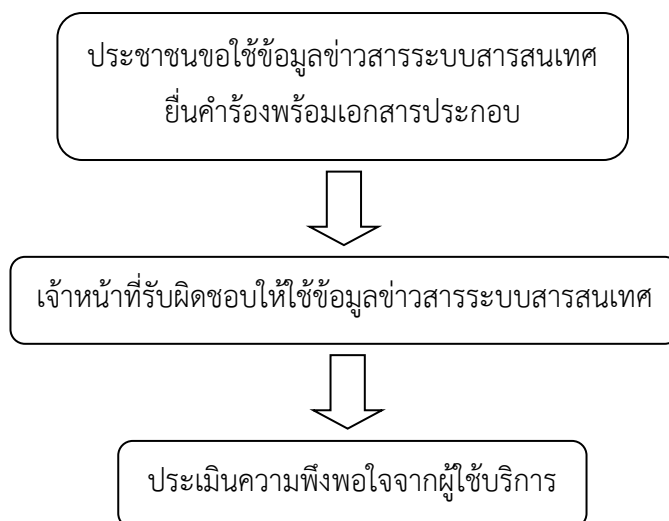 ประชาชนขอใช้ข้อมูลข่าวสารระบบสารสนเทศ
ยื่นคำร้องพร้อมเอกสารประกอบ
เจ้าหน้าที่รับผิดชอบให้ใช้ข้อมูลข่าวสารระบบสารสนเทศ
ประเมินความพึงพอใจจากผู้ใช้บริการ